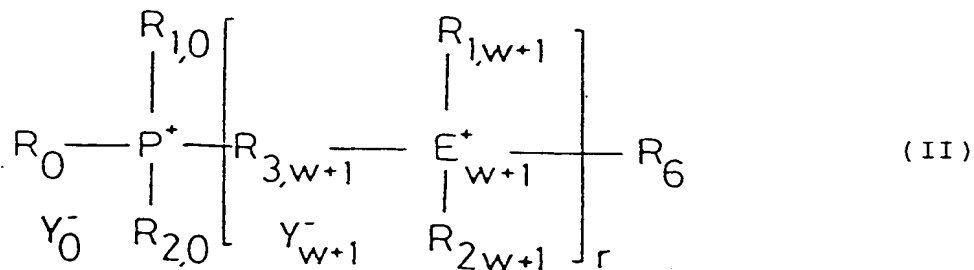 R1,0 R1,w+1
R0 P+ R3,w+1 E+w+1 R6 (II)
Y0- R2,0 Y-w+1 R2w+1 r